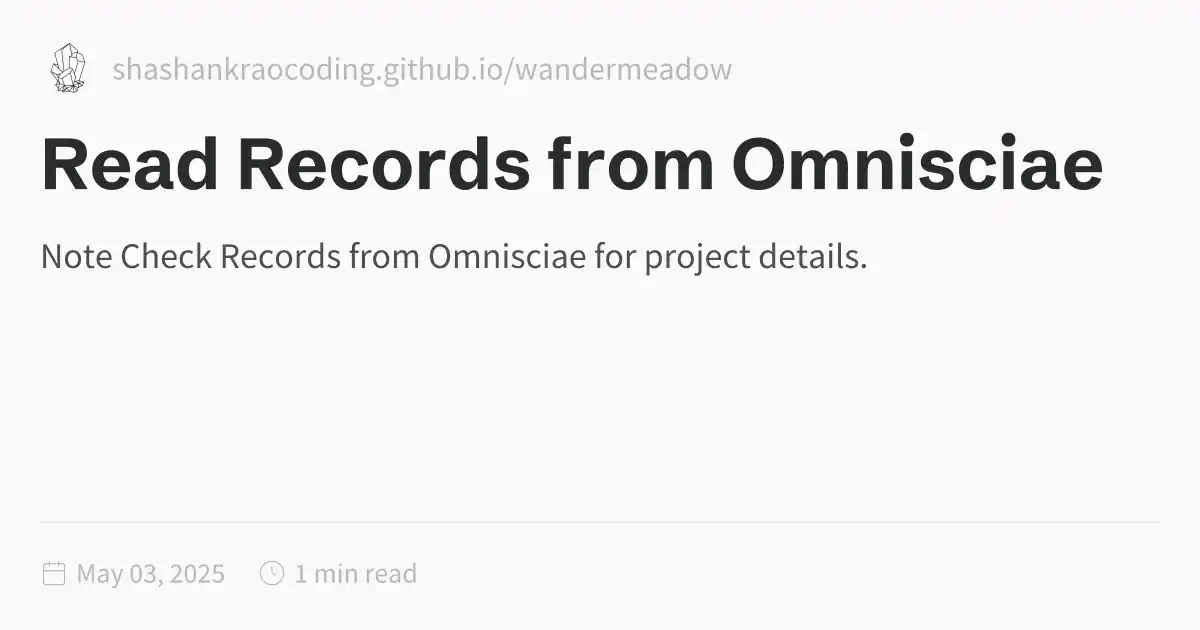 shashankraocoding.github.io/wandermeadow
Read Records from Omnisciae
Note Check Records from Omnisciae for project details.
May 03, 2025 1 min read